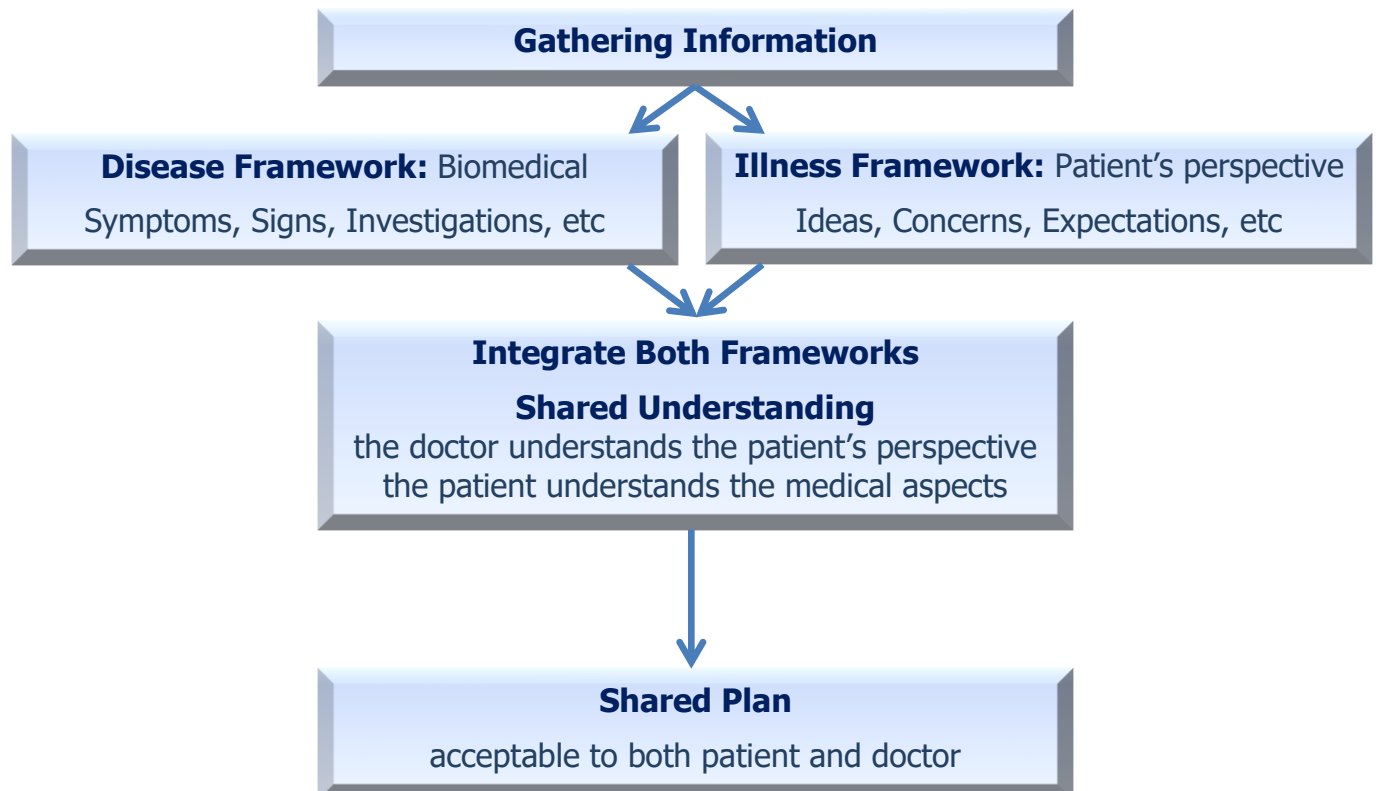 Gathering Information
Disease Framework: Biomedical
Symptoms, Signs, Investigations, etc
Illness Framework: Patient’s perspective
Ideas, Concerns, Expectations, etc
Integrate Both Frameworks
Shared Understanding
the doctor understands the patient’s perspective
the patient understands the medical aspects
Shared Plan
acceptable to both patient and doctor